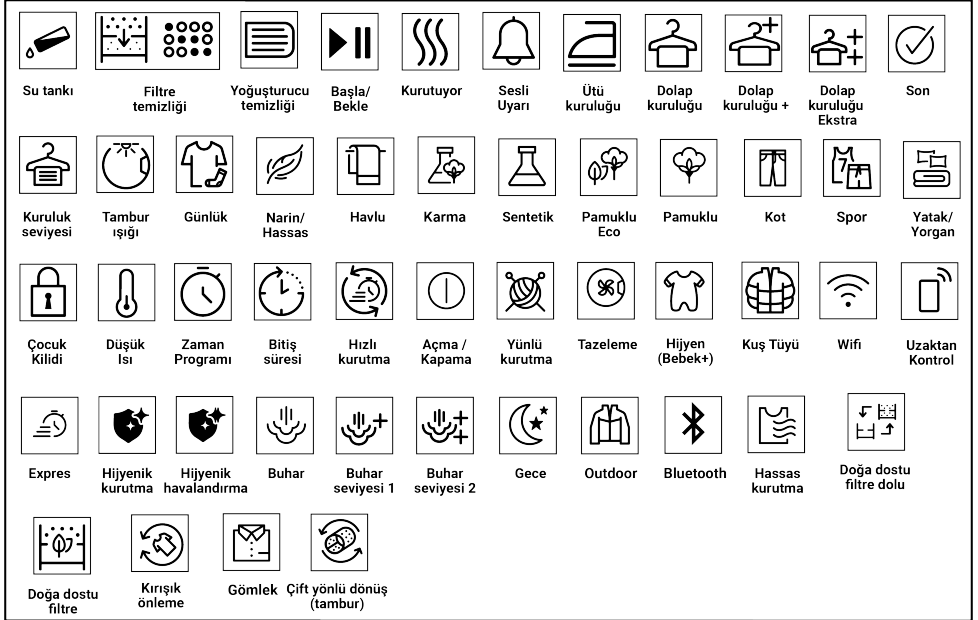 Su tankı
Filtre
temizliği
Yoğuşturucu
temizliği
Başla/
Bekle
Kurutuyor
Sesli
Uyarı
Ütü
kuruluğu
Dolap
kuruluğu
Dolap
kuruluğu +
Dolap
kuruluğu
Ekstra
Son
Kuruluk
seviyesi
Tambur
ışığı
Günlük
Narin/
Hassas
Havlu
Karma
Sentetik
Pamuklu
Eco
Pamuklu
Kot
Spor
Yatak/
Yorgan
Çocuk
Kilidi
Düşük
Isı
Zaman
Programı
Bitiş
süresi
Hızlı
kurutma
Açma /
Kapama
Yünlü
kurutma
Tazeleme
Hijyen
(Bebek+)
Kuş Tüyü
Wifi
Uzaktan
Kontrol
Expres
Hijyenik
kurutma
Hijyenik
havalandırma
Buhar
Buhar
seviyesi 1
Buhar
seviyesi 2
Gece
Outdoor
Bluetooth
Hassas
kurutma
Doğa dostu
filtre dolu
Doğa dostu
filtre
Kırışık
önleme
Gömlek
Çift yönlü dönüş
(tambur)